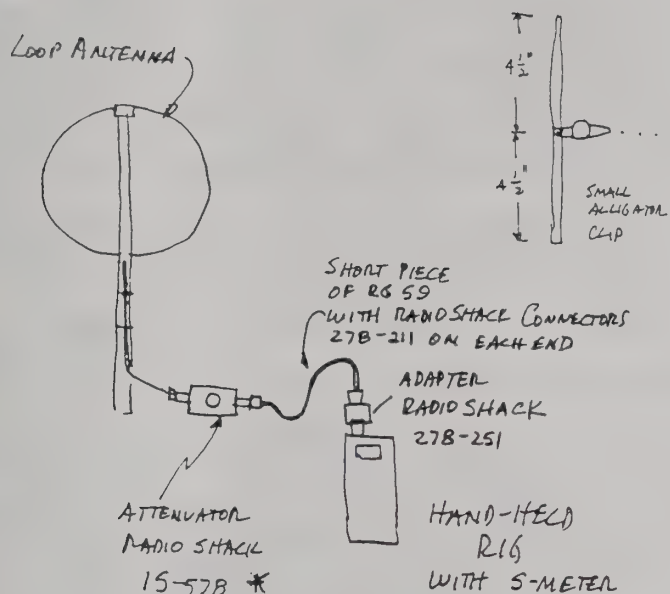 LOOP ANTENNA
4 1/2"
4 1/2"
SMALL
ALLIGATOR
CLIP
SHORT PIECE
OF RG 59
WITH RADIO SHACK CONNECTORS
278-211 ON EACH END
ADAPTER
RADIO SHACK
278-251
ATTENUATOR
RADIO SHACK
15-578 *
HAND-HELD
RIG
WITH S-METER